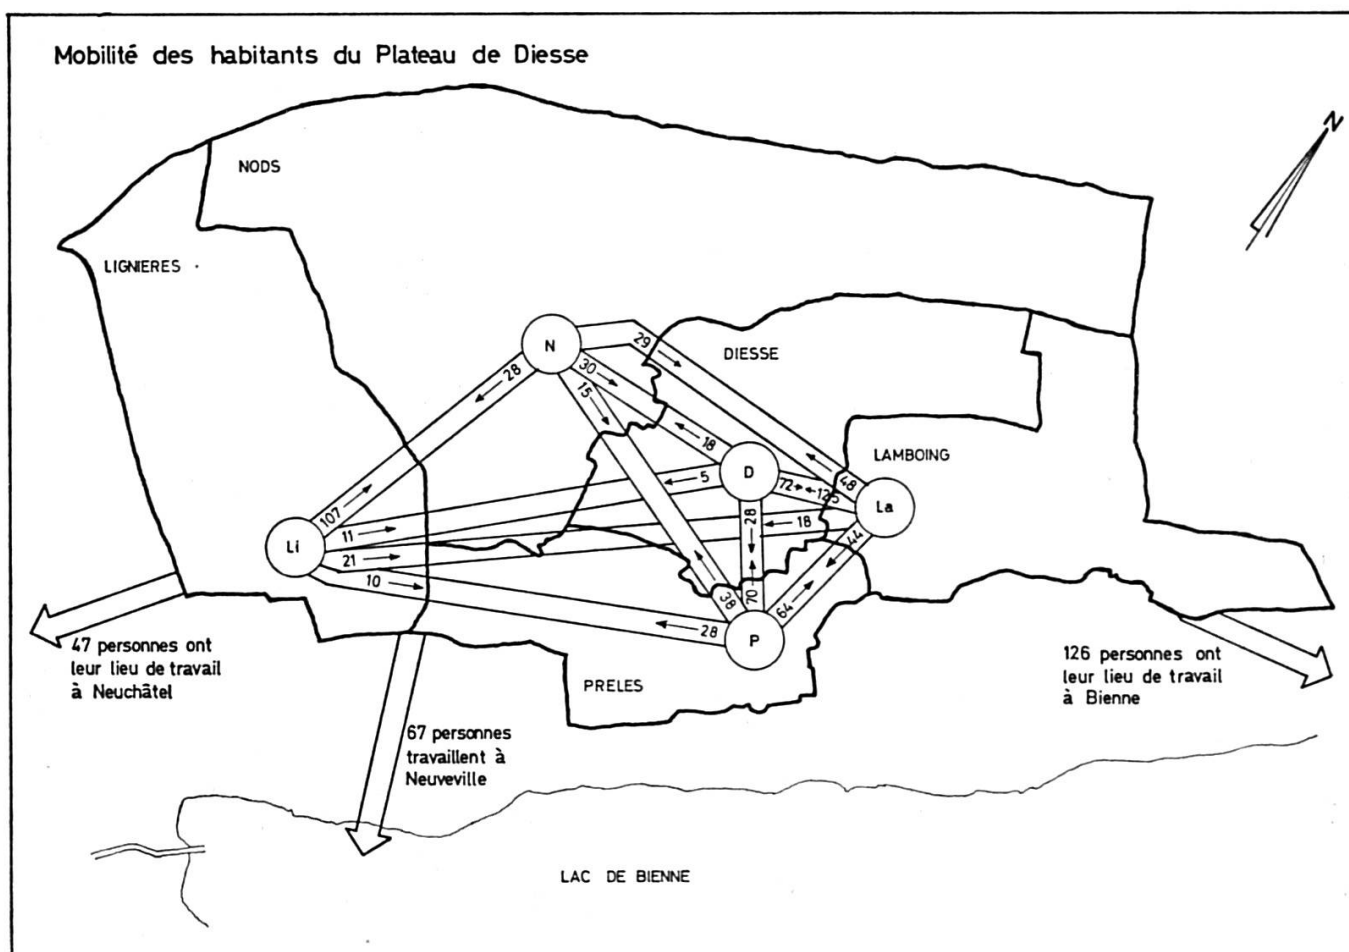 Mobilité des habitants du Plateau de Diesse
N
NODS
LIGNIERES
N
29
DIESSE
30
28
15
18
LAMBOING
D
5
72
125
48
La
107
11
28
18
44
Li
21
10
38
70
64
28
P
47 personnes ont
leur lieu de travail
à Neuchâtel
PRELES
126 personnes ont
leur lieu de travail
à Bienne
67 personnes
travaillent à
Neuveville
LAC DE BIENNE